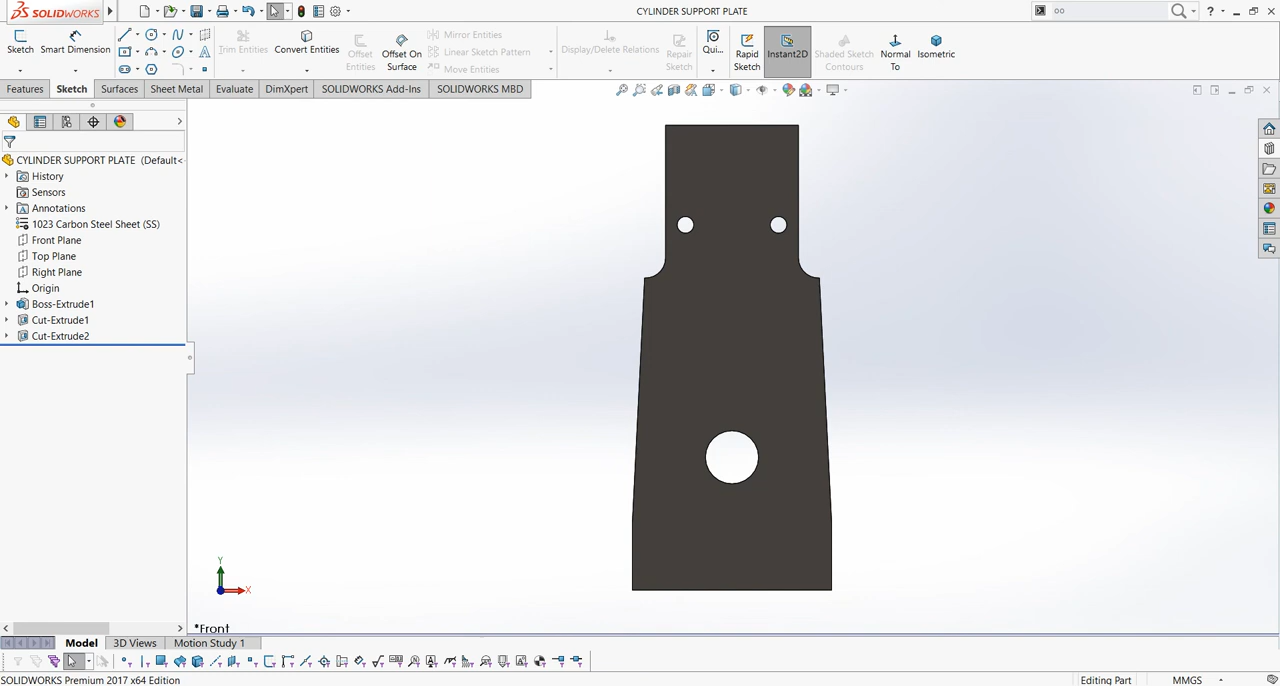 SOLIDWORKS
CYLINDER SUPPORT PLATE
oo
?
Sketch
Smart Dimension
Trim Entities
Convert Entities
Offset Entities
Offset On Surface
Mirror Entities
Linear Sketch Pattern
Move Entities
Display/Delete Relations
Repair Sketch
Qui...
Rapid Sketch
Instant2D
Shaded Sketch Contours
Normal To
Isometric
Features
Sketch
Surfaces
Sheet Metal
Evaluate
DimXpert
SOLIDWORKS Add-Ins
SOLIDWORKS MBD
CYLINDER SUPPORT PLATE (Default<
History
Sensors
Annotations
1023 Carbon Steel Sheet (SS)
Front Plane
Top Plane
Right Plane
Origin
Boss-Extrude1
Cut-Extrude1
Cut-Extrude2
Y
X
*Front
Model
3D Views
Motion Study 1
SOLIDWORKS Premium 2017 x64 Edition
Editing Part
MMGS